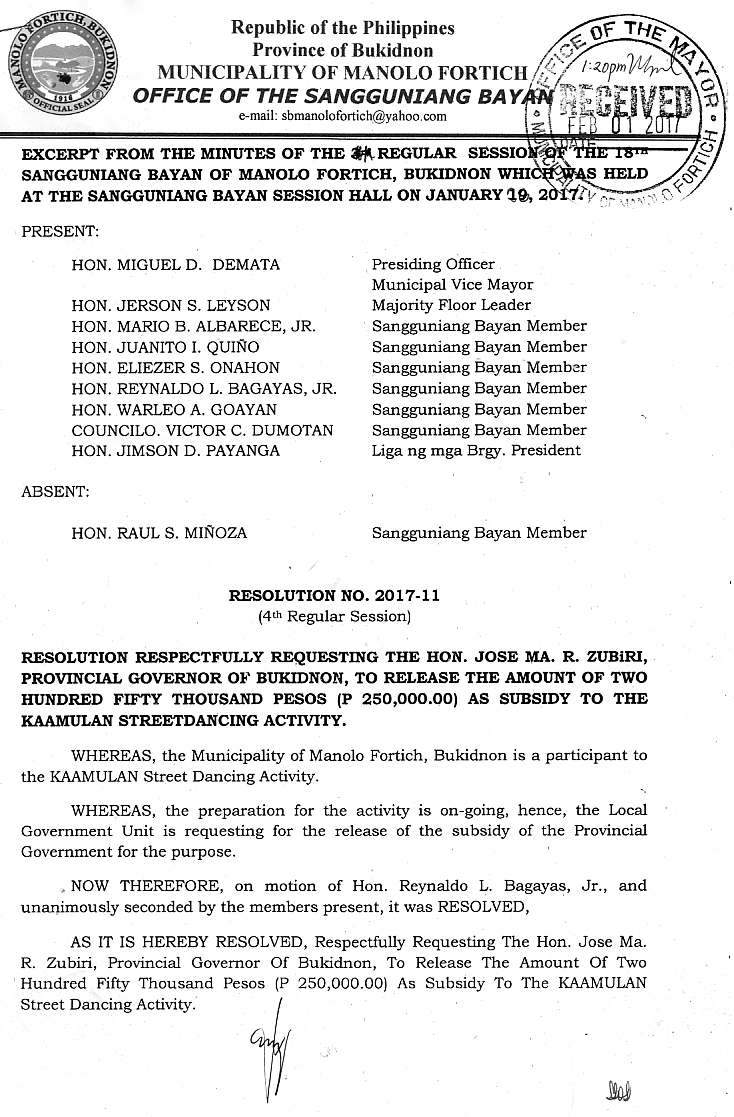 Republic of the Philippines
Province of Bukidnon
MUNICIPALITY OF MANOLO FORTICH
OFFICE OF THE SANGGUNIANG BAYAN
e-mail: sbmanolofortich@yahoo.com
MANOLO FORTICH, BUKIDNON
OFFICIAL SEAL
1914
OFFICE OF THE MAYOR
1:20pm
RECEIVED
FEB 01 2017
DATE
MUNICIPALITY OF MANOLO FORTICH
EXCERPT FROM THE MINUTES OF THE REGULAR SESSION OF THE 18TH
SANGGUNIANG BAYAN OF MANOLO FORTICH, BUKIDNON WHICH WAS HELD
AT THE SANGGUNIANG BAYAN SESSION HALL ON JANUARY 19, 2017.
PRESENT:
HON. MIGUEL D. DEMATA Presiding Officer
Municipal Vice Mayor
HON. JERSON S. LEYSON Majority Floor Leader
HON. MARIO B. ALBARECE, JR. Sangguniang Bayan Member
HON. JUANITO I. QUIÑO Sangguniang Bayan Member
HON. ELIEZER S. ONAHON Sangguniang Bayan Member
HON. REYNALDO L. BAGAYAS, JR. Sangguniang Bayan Member
HON. WARLEO A. GOAYAN Sangguniang Bayan Member
COUNCILO. VICTOR C. DUMOTAN Sangguniang Bayan Member
HON. JIMSON D. PAYANGA Liga ng mga Brgy. President
ABSENT:
HON. RAUL S. MIÑOZA Sangguniang Bayan Member
RESOLUTION NO. 2017-11
(4th Regular Session)
RESOLUTION RESPECTFULLY REQUESTING THE HON. JOSE MA. R. ZUBiRI,
PROVINCIAL GOVERNOR OF BUKIDNON, TO RELEASE THE AMOUNT OF TWO
HUNDRED FIFTY THOUSAND PESOS (P 250,000.00) AS SUBSIDY TO THE
KAAMULAN STREETDANCING ACTIVITY.
WHEREAS, the Municipality of Manolo Fortich, Bukidnon is a participant to
the KAAMULAN Street Dancing Activity.
WHEREAS, the preparation for the activity is on-going, hence, the Local
Government Unit is requesting for the release of the subsidy of the Provincial
Government for the purpose.
NOW THEREFORE, on motion of Hon. Reynaldo L. Bagayas, Jr., and
unanimously seconded by the members present, it was RESOLVED,
AS IT IS HEREBY RESOLVED, Respectfully Requesting The Hon. Jose Ma.
R. Zubiri, Provincial Governor Of Bukidnon, To Release The Amount Of Two
Hundred Fifty Thousand Pesos (P 250,000.00) As Subsidy To The KAAMULAN
Street Dancing Activity.